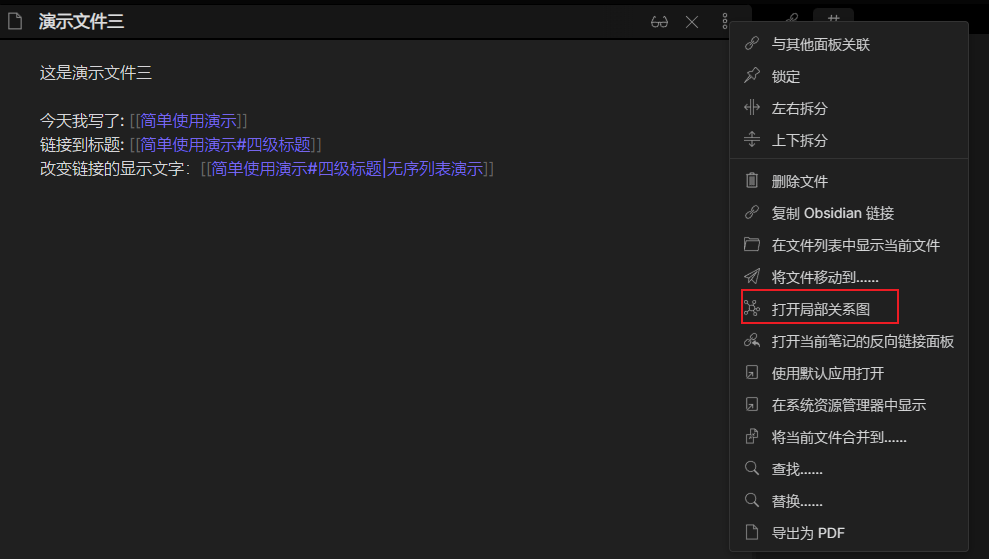 演示文件三
这是演示文件三
今天我写了: [[简单使用演示]]
链接到标题: [[简单使用演示#四级标题]]
改变链接的显示文字：[[简单使用演示#四级标题|无序列表演示]]
与其他面板关联
锁定
左右拆分
上下拆分
删除文件
复制 Obsidian 链接
在文件列表中显示当前文件
将文件移动到......
打开局部关系图
打开当前笔记的反向链接面板
使用默认应用打开
在系统资源管理器中显示
将当前文件合并到......
查找......
替换......
导出为 PDF